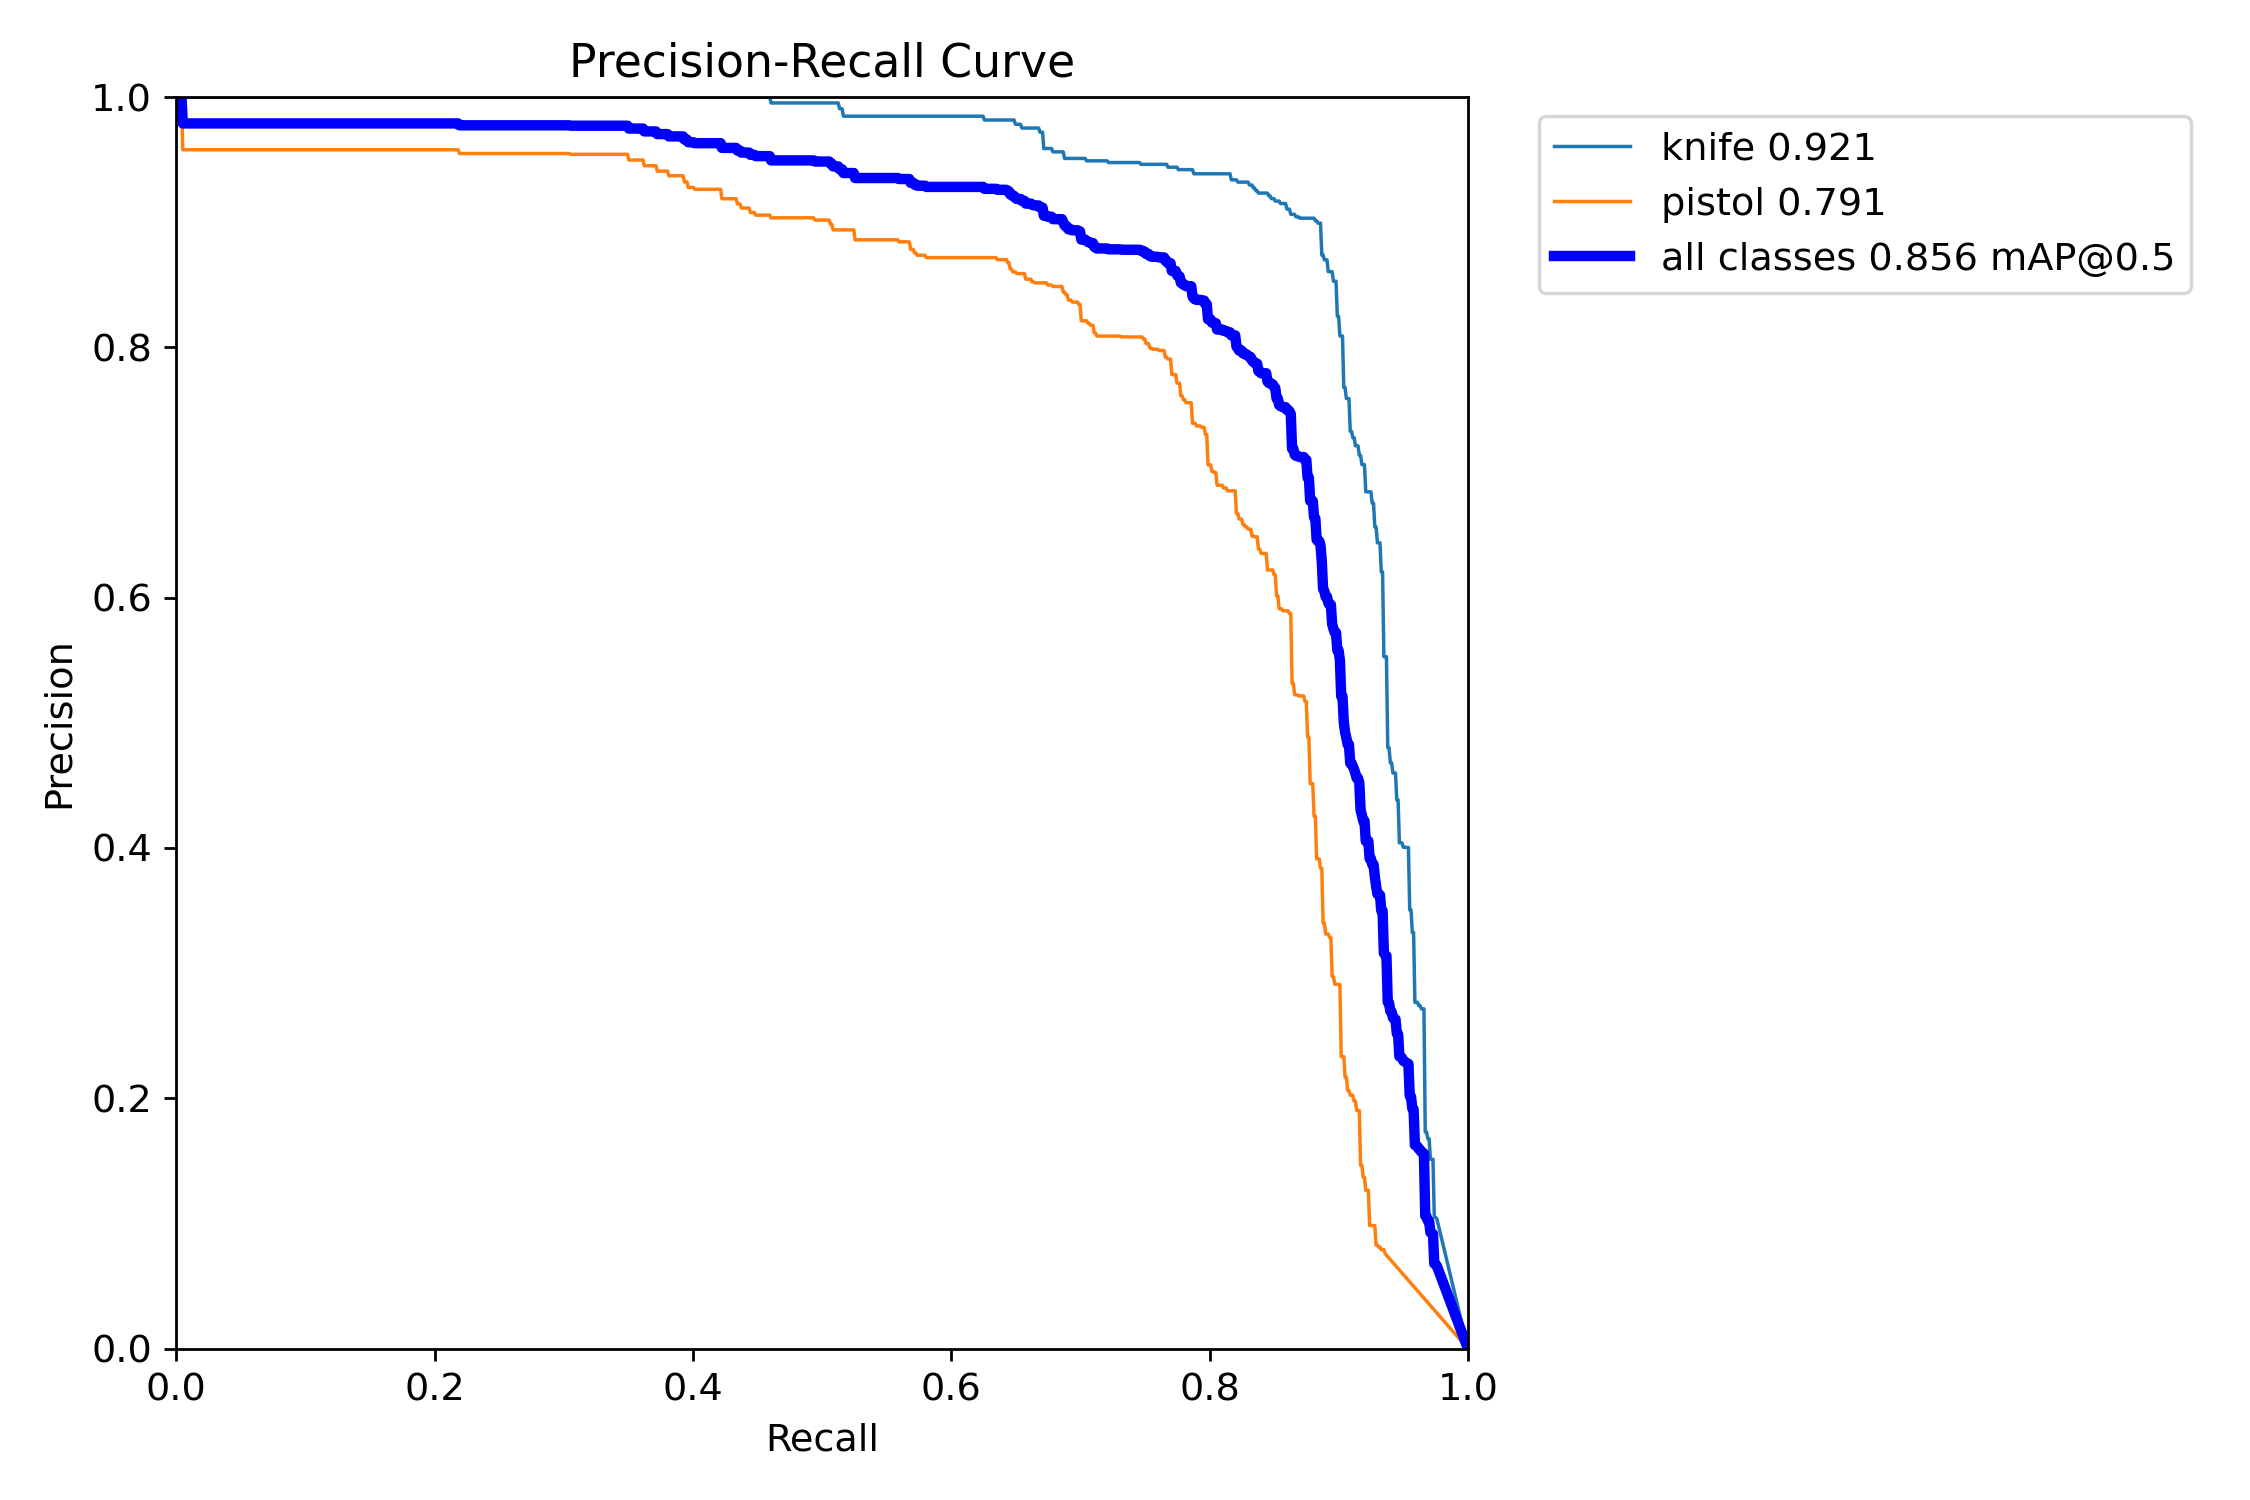 Precision-Recall Curve
1.0
0.8
0.6
0.4
0.2
0.0
Precision
0.0 0.2 0.4 0.6 0.8 1.0
Recall
knife 0.921
pistol 0.791
all classes 0.856 mAP@0.5